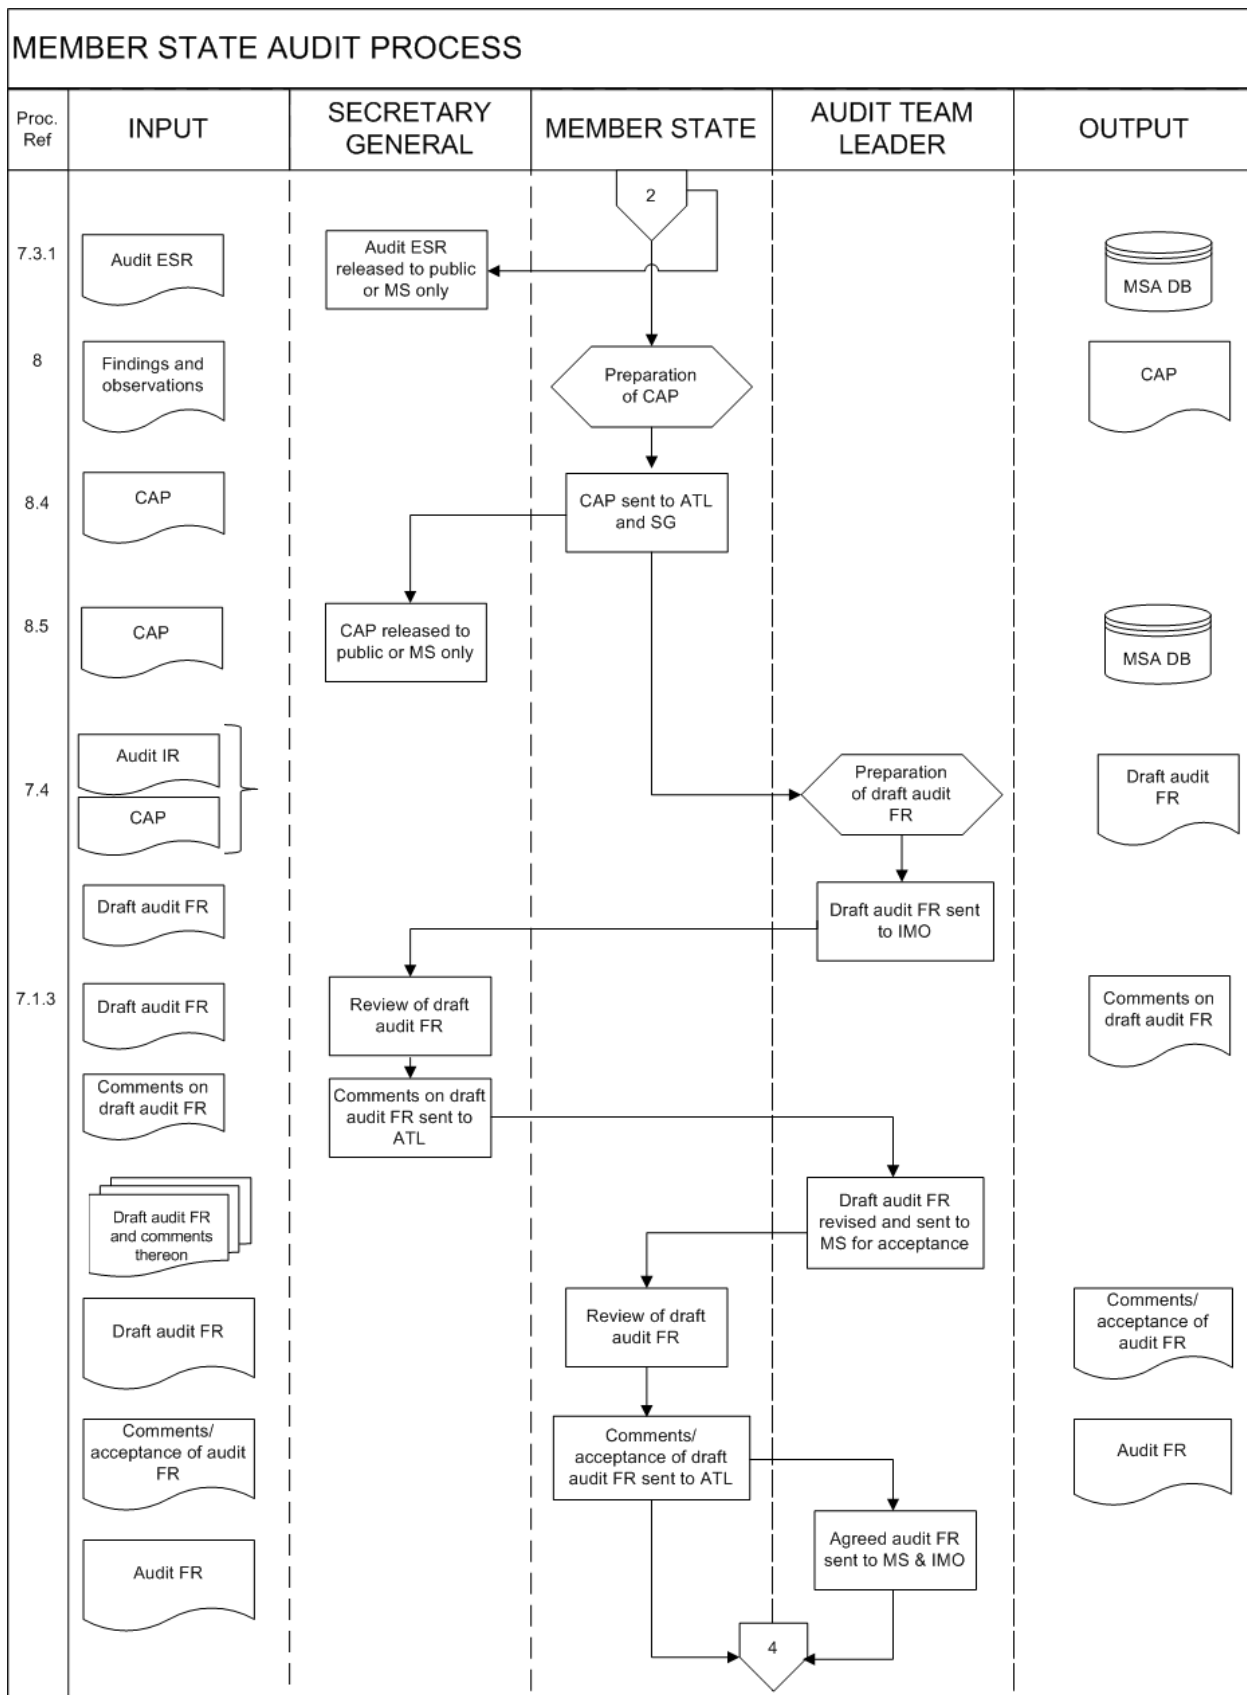 MEMBER STATE AUDIT PROCESS
Proc.
Ref
INPUT
SECRETARY
GENERAL
MEMBER STATE
AUDIT TEAM
LEADER
OUTPUT
2
7.3.1
Audit ESR
Audit ESR
released to public
or MS only
MSA DB
8
Findings and
observations
Preparation
of CAP
CAP
8.4
CAP
CAP sent to ATL
and SG
8.5
CAP
CAP released to
public or MS only
MSA DB
7.4
Audit IR
CAP
Preparation
of draft audit
FR
Draft audit
FR
Draft audit FR
Draft audit FR sent
to IMO
7.1.3
Draft audit FR
Review of draft
audit FR
Comments on
draft audit FR
Comments on
draft audit FR
Comments on draft
audit FR sent to
ATL
Draft audit FR
and comments
thereon
Draft audit FR
revised and sent to
MS for acceptance
Draft audit FR
Review of draft
audit FR
Comments/
acceptance of
audit FR
Comments/
acceptance of audit
FR
Comments/
acceptance of draft
audit FR sent to ATL
Audit FR
Audit FR
Agreed audit FR
sent to MS & IMO
4